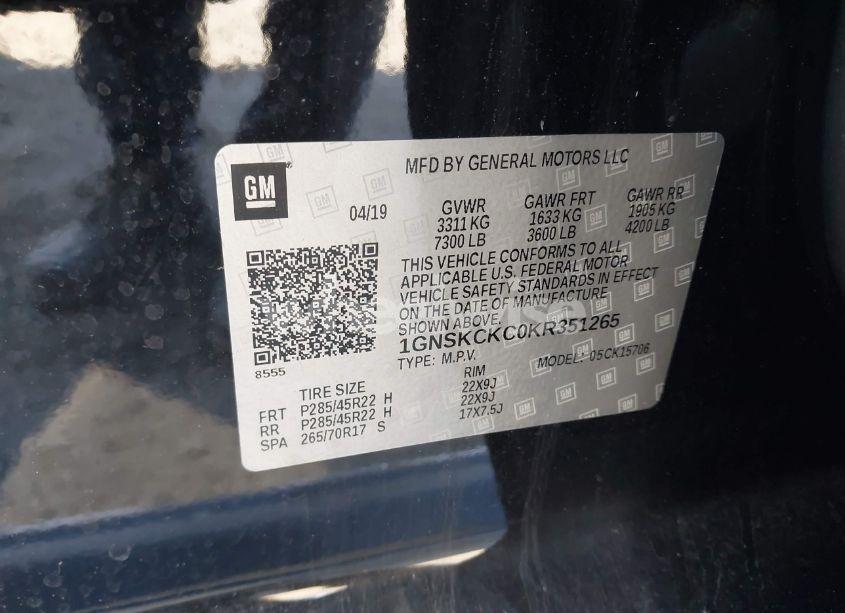 MFD BY GENERAL MOTORS LLC
GM
04/19
GVWR GAWR FRT GAWR RR
3311 KG 1633 KG 1905 KG
7300 LB 3600 LB 4200 LB
THIS VEHICLE CONFORMS TO ALL
APPLICABLE U.S. FEDERAL MOTOR
VEHICLE SAFETY STANDARDS IN EFFECT
ON THE DATE OF MANUFACTURE
SHOWN ABOVE.
1GNSKCKC0KR351265
8555
TYPE: M.P.V. MODEL: 05CK15706
TIRE SIZE RIM
FRT P285/45R22 H 22X9J
RR P285/45R22 H 22X9J
SPA 265/70R17 S 17X7.5J